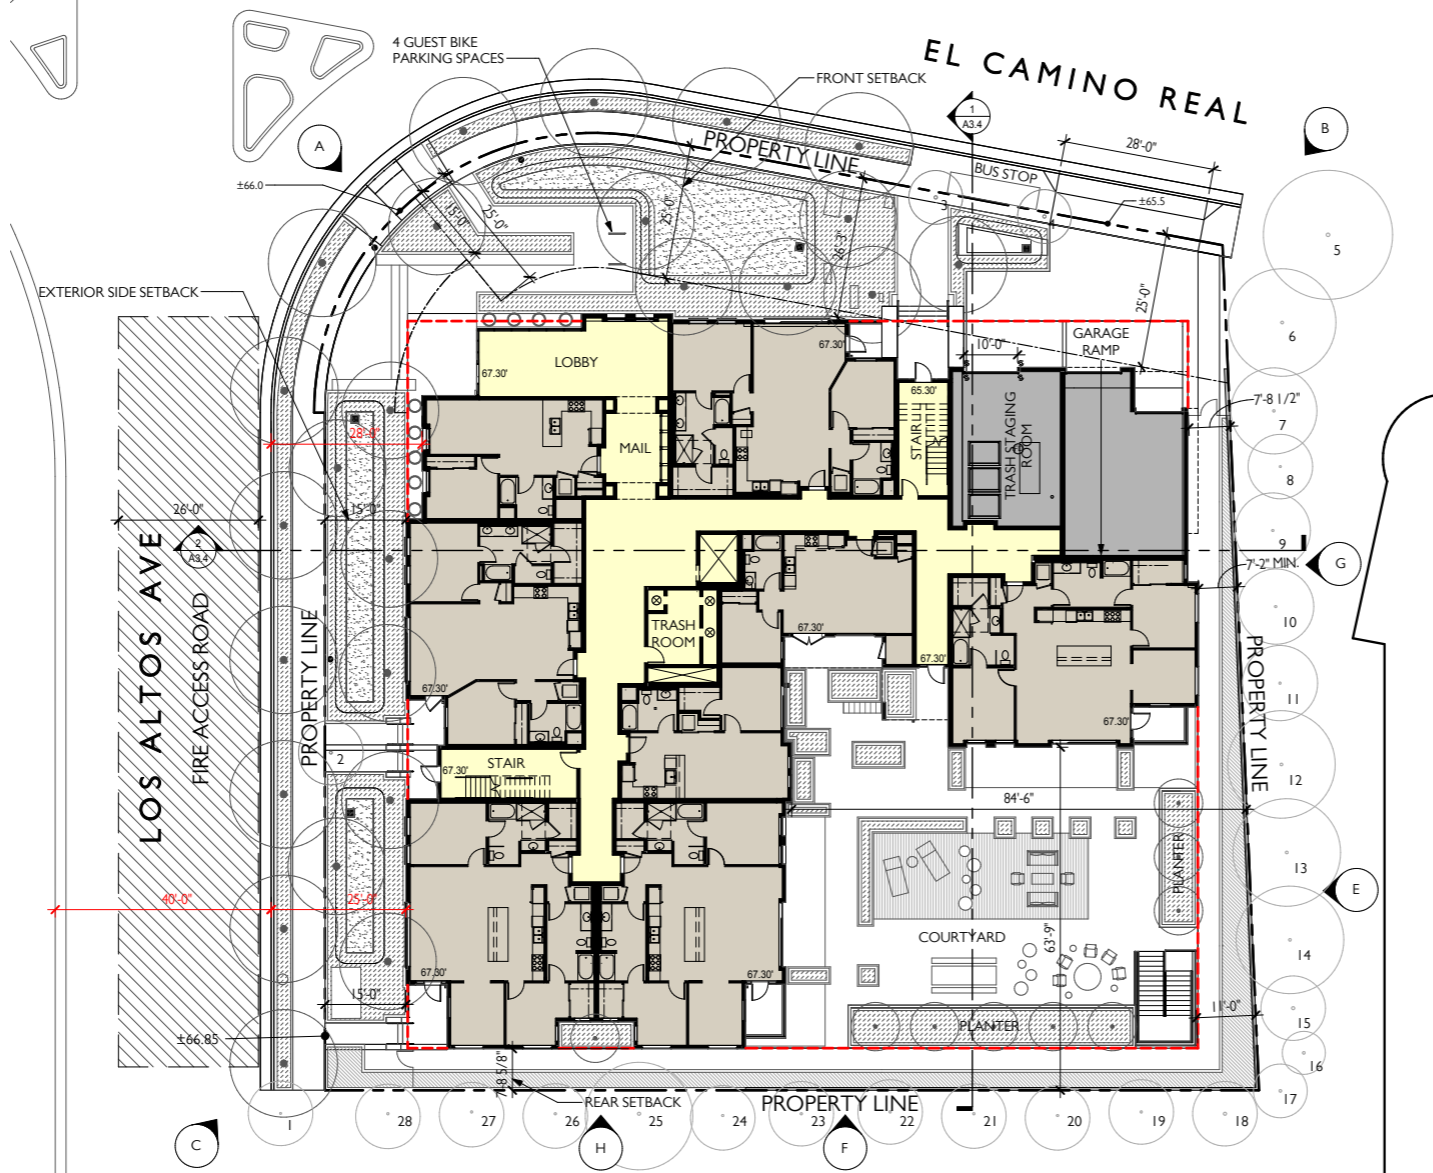 4 GUEST BIKE
PARKING SPACES
FRONT SETBACK
EL CAMINO REAL
1
A3.4
B
A
PROPERTY LINE
28'-0"
BUS STOP
±66.0
±65.5
3
15'-0"
25'-0"
25'-0"
26'-3"
25'-0"
5
EXTERIOR SIDE SETBACK
6
GARAGE
RAMP
LOBBY
67.30'
67.30'
10'-0"
65.30'
7'-8 1/2"
7
28'-8"
MAIL
STAIR
TRASH STAGING
ROOM
8
26'-0"
15'-0"
9
2
A3.4
7'-2" MIN.
G
LOS ALTOS AVE
FIRE ACCESS ROAD
PROPERTY LINE
TRASH
ROOM
67.30'
67.30'
10
67.30'
11
PROPERTY LINE
67.30'
2
STAIR
67.30'
12
84'-6"
13
PLANTER
E
40'-0"
25'-0"
COURTYARD
63'-9"
14
67.30'
67.30'
15'-0"
11'-0"
15
PLANTER
±66.85
16
7'-8 5/8"
17
REAR SETBACK
PROPERTY LINE
1
28
27
26
25
24
23
22
21
20
19
18
C
H
F